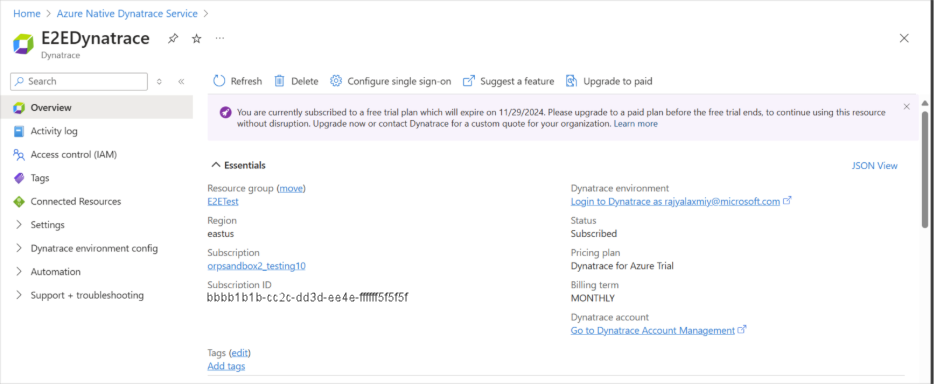 Home > Azure Native Dynatrace Service >
E2EDynatrace
Dynatrace
Search
Overview
Activity log
Access control (IAM)
Tags
Connected Resources
Settings
Dynatrace environment config
Automation
Support + troubleshooting
Refresh Delete Configure single sign-on Suggest a feature Upgrade to paid
You are currently subscribed to a free trial plan which will expire on 11/29/2024. Please upgrade to a paid plan before the free trial ends, to continue using this resource
without disruption. Upgrade now or contact Dynatrace for a custom quote for your organization. Learn more
Essentials
JSON View
Resource group (move)
E2ETest
Region
eastus
Subscription
orpsandbox2_testing10
Subscription ID
bbbb1b1b-cc2c-dd3d-ee4e-ffffff5f5f5f
Dynatrace environment
Login to Dynatrace as rajyalaxmiy@microsoft.com
Status
Subscribed
Pricing plan
Dynatrace for Azure Trial
Billing term
MONTHLY
Dynatrace account
Go to Dynatrace Account Management
Tags (edit)
Add tags